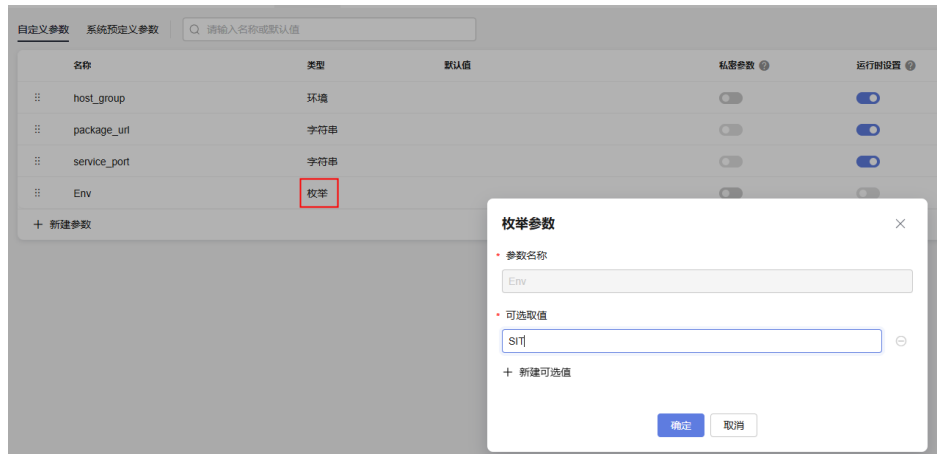 自定义参数 系统预定义参数 请输入名称或默认值
名称 类型 默认值 私密参数 运行时设置
host_group 环境
package_url 字符串
service_port 字符串
Env 枚举
+ 新建参数
枚举参数
* 参数名称
Env
* 可选取值
SIT
+ 新建可选值
确定 取消